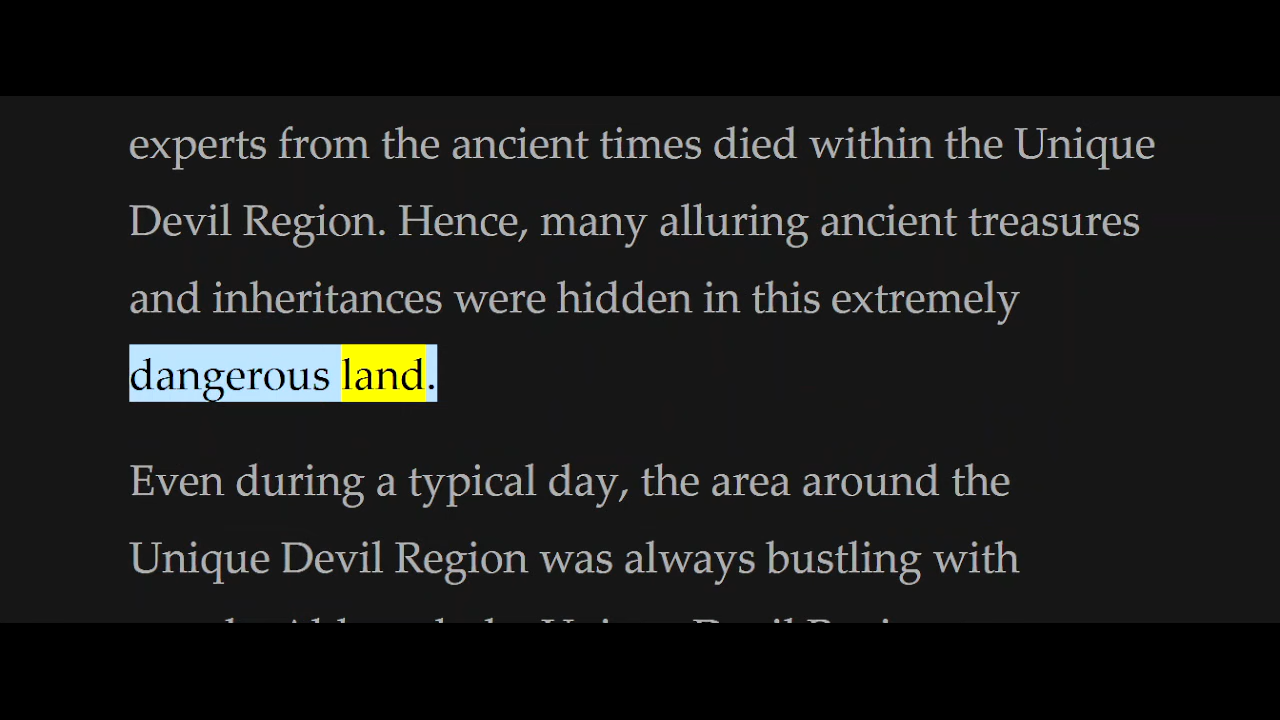 experts from the ancient times died within the Unique
Devil Region. Hence, many alluring ancient treasures
and inheritances were hidden in this extremely
dangerous land.
Even during a typical day, the area around the
Unique Devil Region was always bustling with